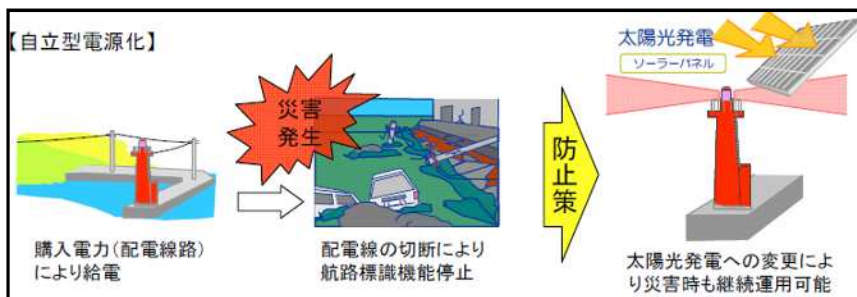 【自立型電源化】
災害
発生
防止策
太陽光発電
ソーラーパネル
購入電力(配電線路)
により給電
配電線の切断により
航路標識機能停止
太陽光発電への変更によ
り災害時も継続運用可能